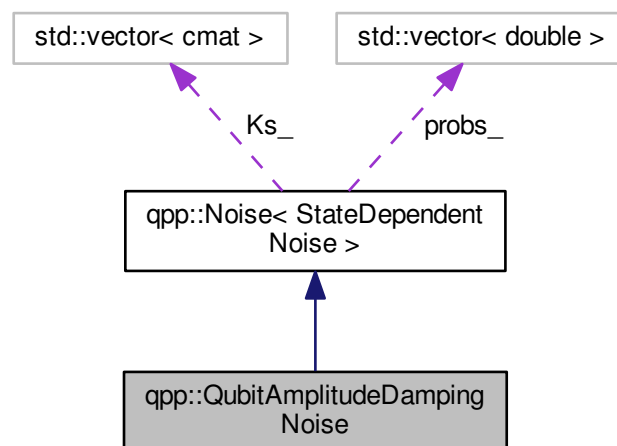 std::vector< cmat >
std::vector< double >
Ks_
probs_
qpp::Noise< StateDependent
Noise >
qpp::QubitAmplitudeDamping
Noise